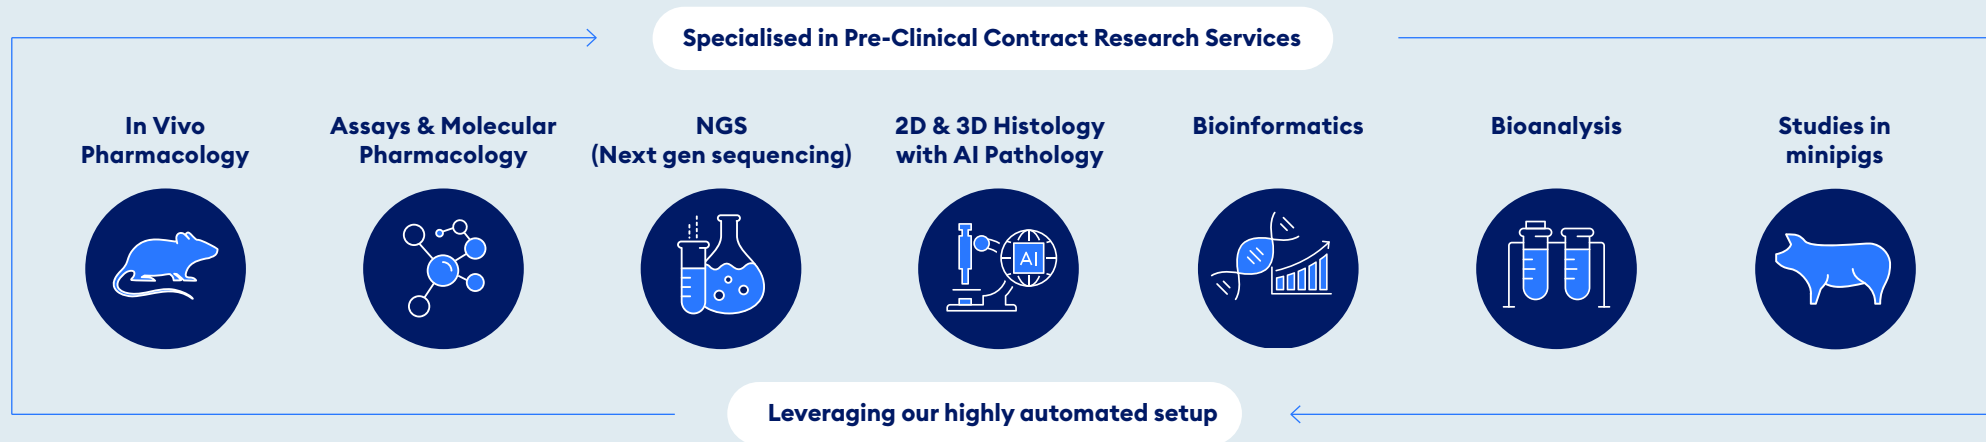 Specialised in Pre-Clinical Contract Research Services
In Vivo
Pharmacology
Assays & Molecular
Pharmacology
NGS
(Next gen sequencing)
2D & 3D Histology
with AI Pathology
Bioinformatics
Bioanalysis
Studies in
minipigs
AI
Leveraging our highly automated setup